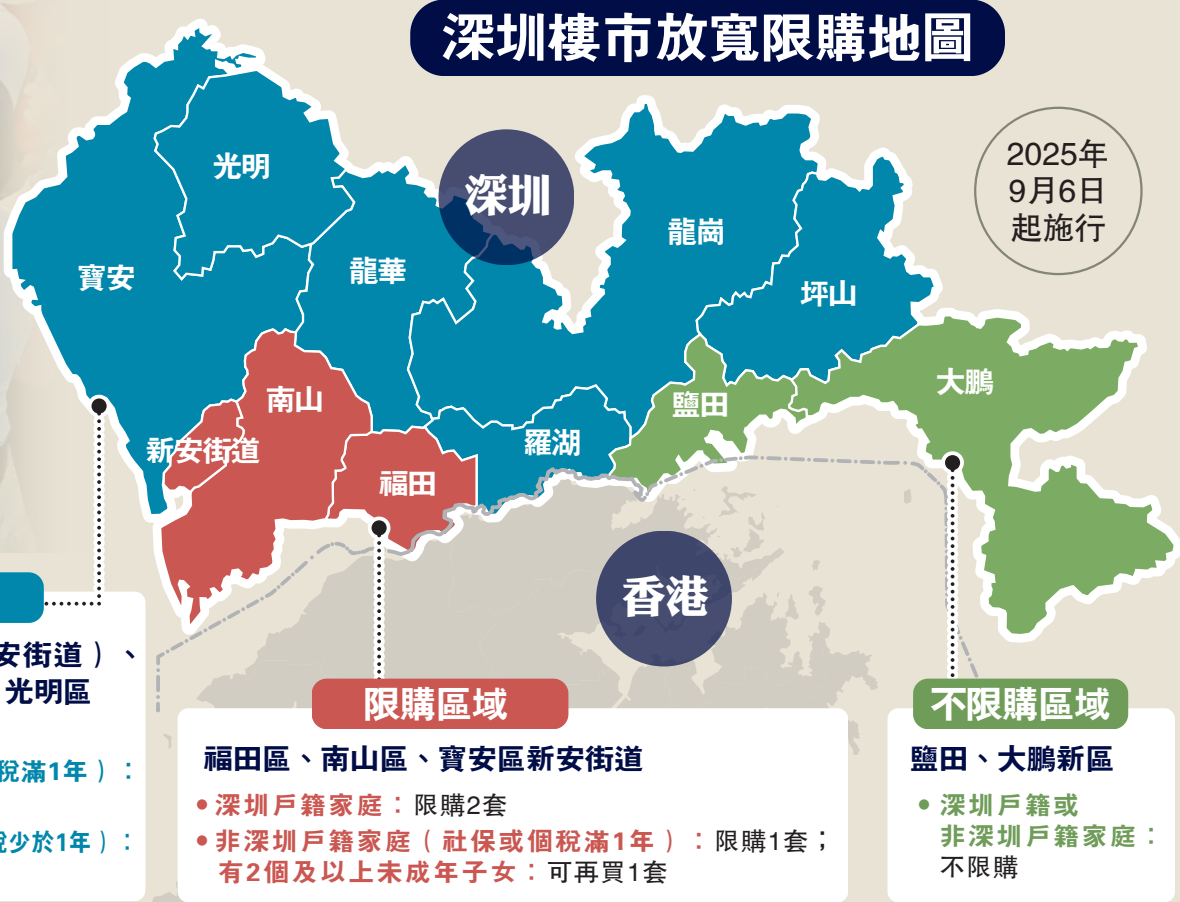 深圳樓市放寬限購地圖
2025年
9月6日
起施行
深圳
光明
寶安
龍華
龍崗
坪山
南山
新安街道
福田
羅湖
鹽田
大鵬
香港
安街道）、
光明區
稅滿1年）：
稅少於1年）：
限購區域
福田區、南山區、寶安區新安街道
• 深圳戶籍家庭：限購2套
• 非深圳戶籍家庭（社保或個稅滿1年）：限購1套；
有2個及以上未成年子女：可再買1套
不限購區域
鹽田、大鵬新區
• 深圳戶籍或
非深圳戶籍家庭：
不限購